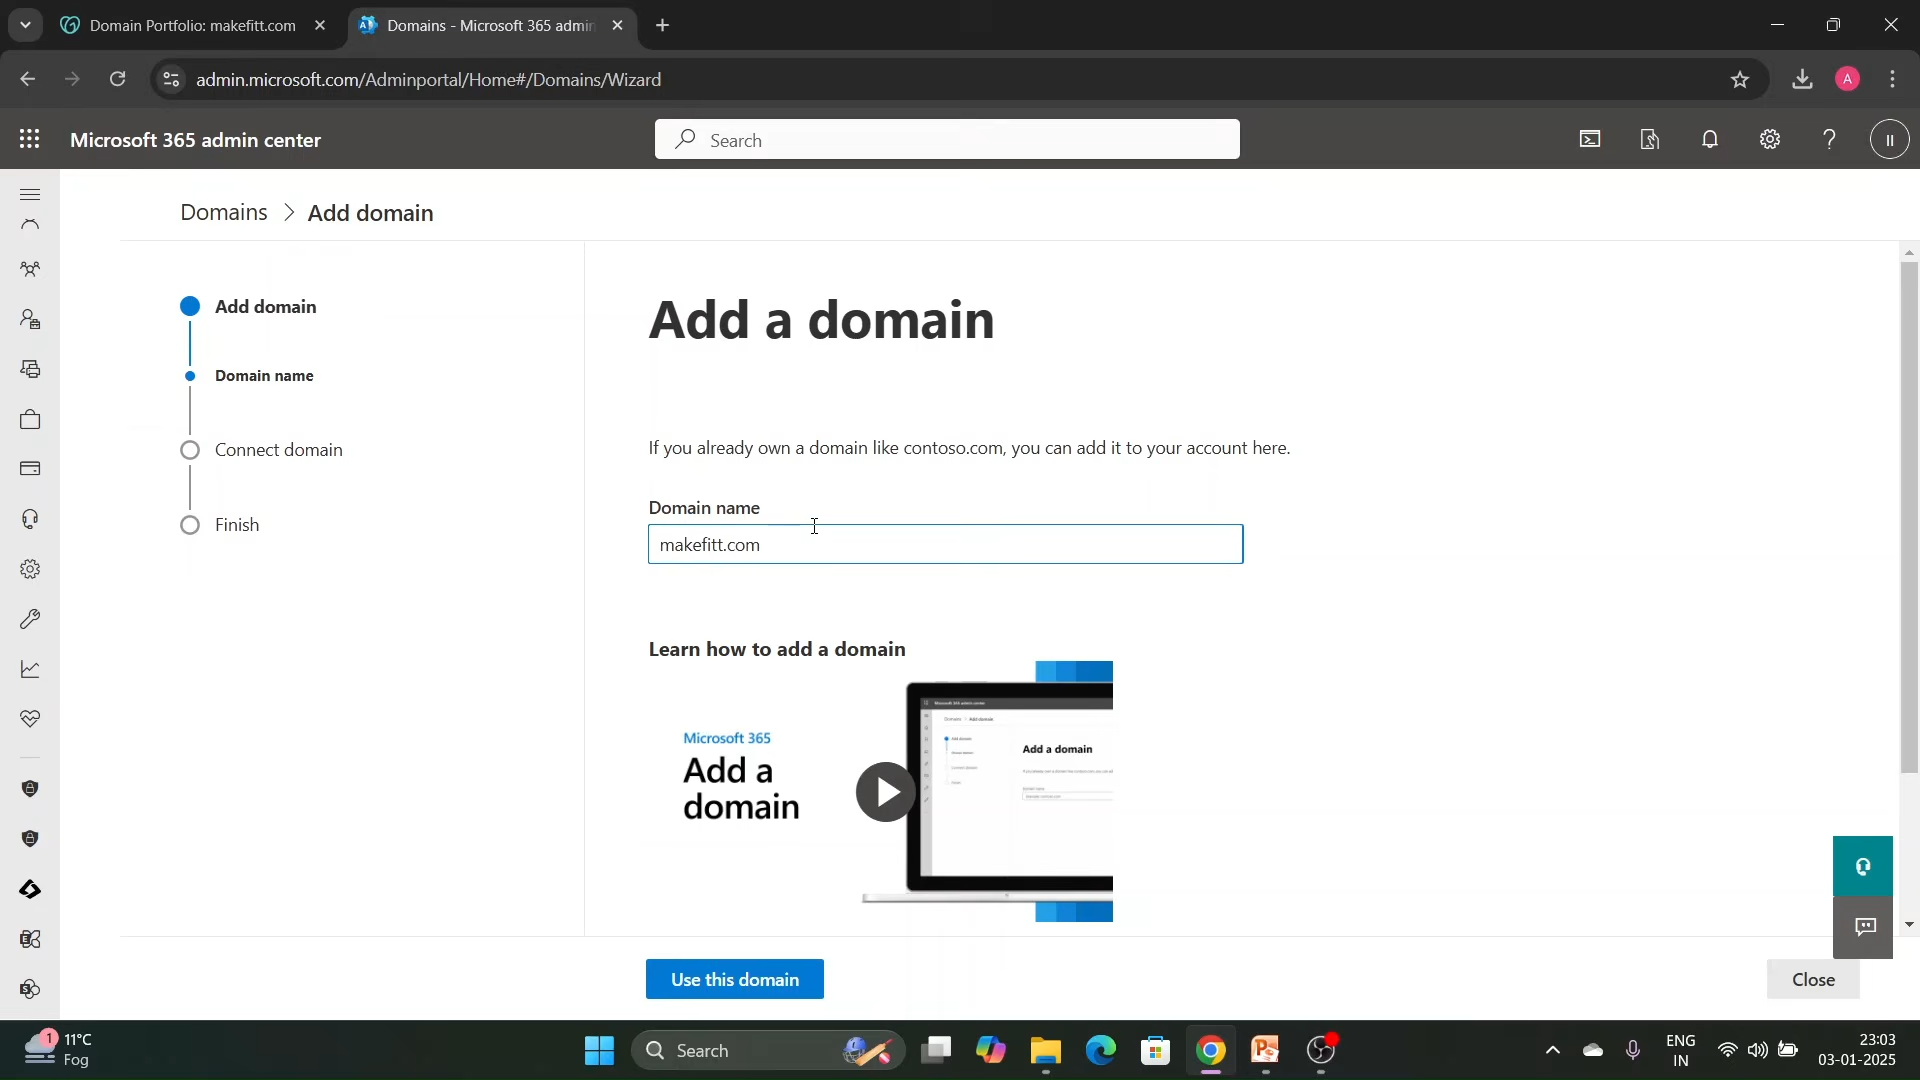 Domain Portfolio: makefitt.com
Domains - Microsoft 365 admin
admin.microsoft.com/Adminportal/Home#/Domains/Wizard
A
Microsoft 365 admin center
Search
II
Domains > Add domain
Add domain
Domain name
Connect domain
Finish
Add a domain
If you already own a domain like contoso.com, you can add it to your account here.
Domain name
makefitt.com
Learn how to add a domain
Microsoft 365
Add a
domain
Add a domain
Use this domain
Close
1
11°C
Fog
Search
ENG
IN
23:03
03-01-2025